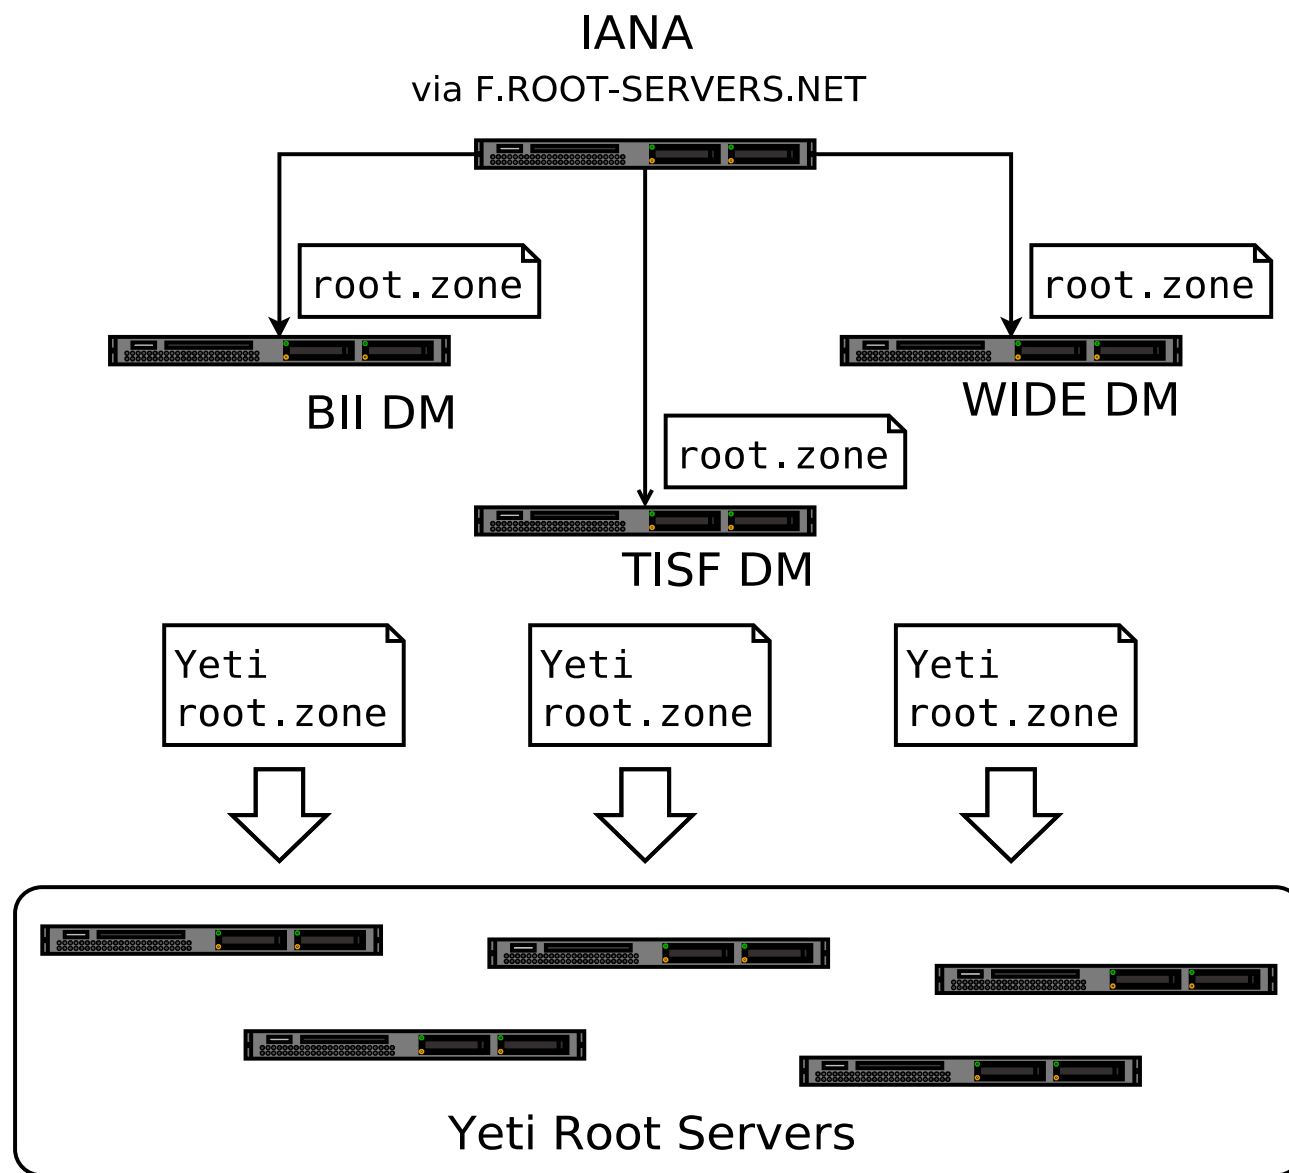 IANA
via F.ROOT-SERVERS.NET
root.zone
root.zone
BII DM
WIDE DM
root.zone
TISF DM
Yeti
root.zone
Yeti
root.zone
Yeti
root.zone
Yeti Root Servers